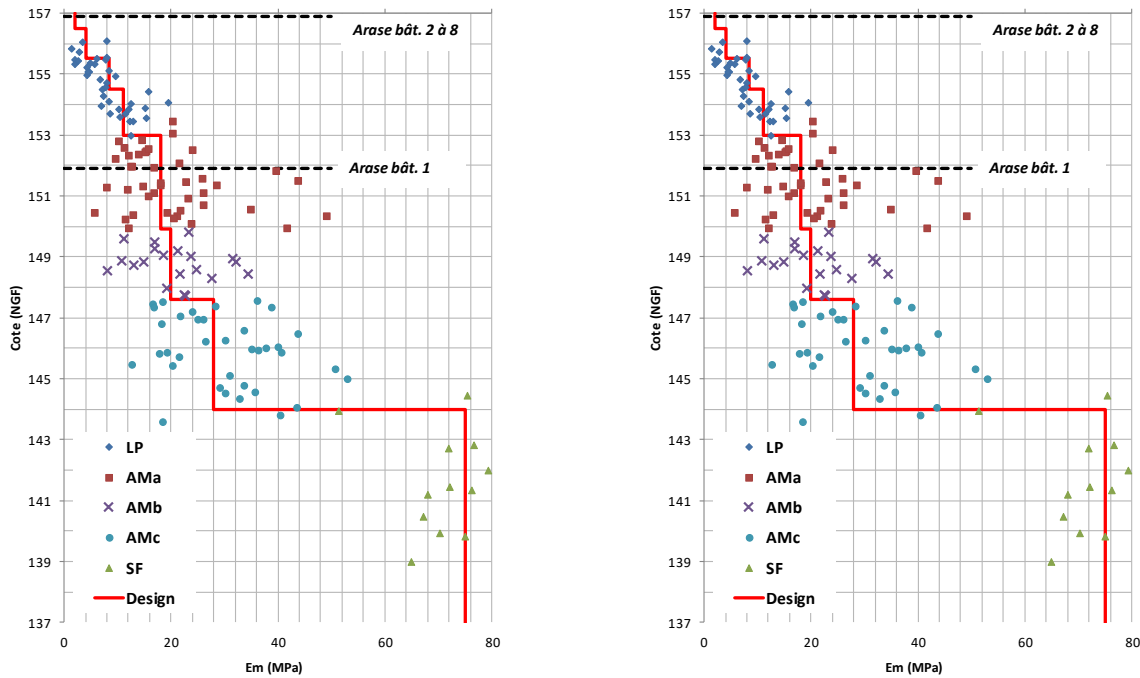 157
155
153
151
149
147
145
143
141
139
137
Cote (NGF)
0
20
40
60
80
Em (MPa)
Arase bât. 2 à 8
Arase bât. 1
LP
AMa
AMb
AMc
SF
Design
157
155
153
151
149
147
145
143
141
139
137
Cote (NGF)
0
20
40
60
80
Em (MPa)
Arase bât. 2 à 8
Arase bât. 1
LP
AMa
AMb
AMc
SF
Design